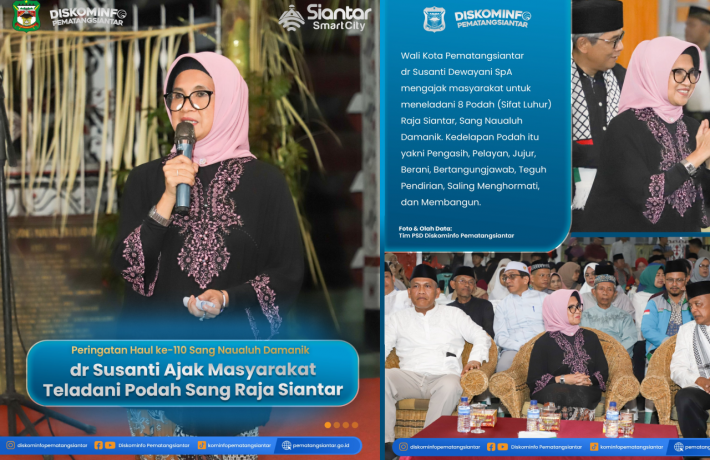 DISKOMINFO
PEMATANGSIANTAR
Siantar
SmartCity
Peringatan Haul ke-110 Sang Naualuh Damanik
dr Susanti Ajak Masyarakat
Teladani Podah Sang Raja Siantar
diskominfopematangsiantar
Diskominfo Pematangsiantar
kominfopematangsiantar
pematangsiantar.go.id
DISKOMINFO
PEMATANGSIANTAR
Wali Kota Pematangsiantar
dr Susanti Dewayani SpA
mengajak masyarakat untuk
meneladani 8 Podah (Sifat Luhur)
Raja Siantar, Sang Naualuh
Damanik. Kedelapan Podah itu
yakni Pengasih, Pelayan, Jujur,
Berani, Bertangungjawab, Teguh
Pendirian, Saling Menghormati,
dan Membangun.
Foto & Olah Data:
Tim PSD Diskominfo Pematangsiantar
diskominfopematangsiantar
Diskominfo Pematangsiantar
kominfopematangsiantar